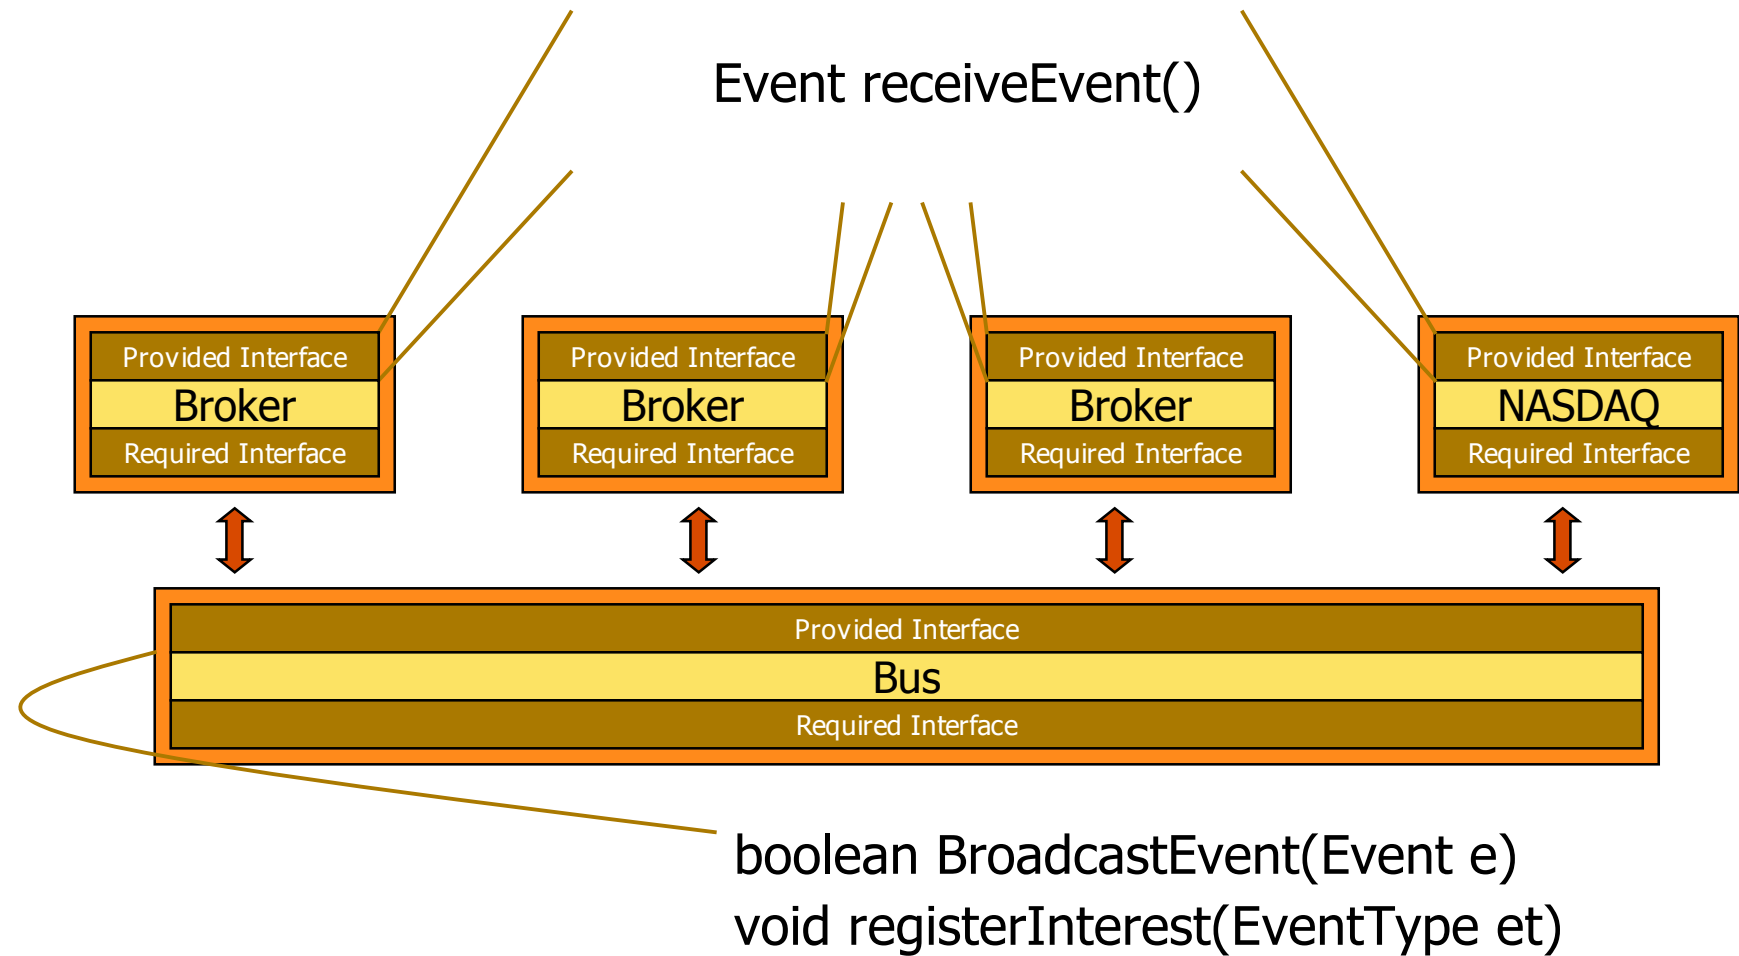 Event receiveEvent()
Provided Interface
Broker
Required Interface
Provided Interface
Broker
Required Interface
Provided Interface
Broker
Required Interface
Provided Interface
NASDAQ
Required Interface
Provided Interface
Bus
Required Interface
boolean BroadcastEvent(Event e)
void registerInterest(EventType et)